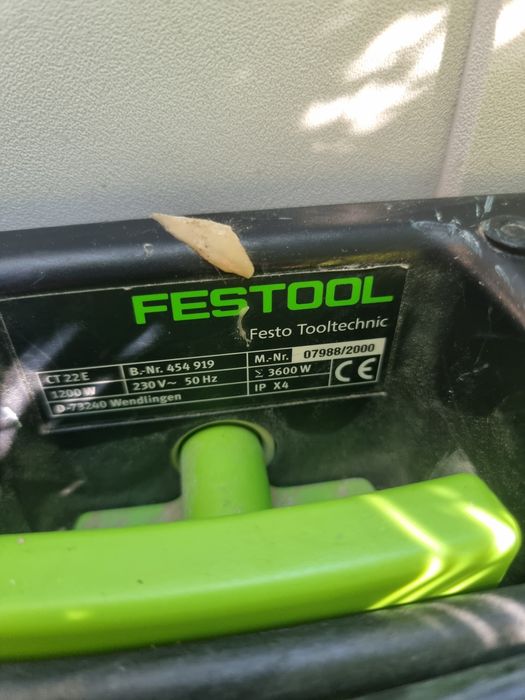 FESTOOL
Festo Tooltechnic
CT 22 E B.-Nr. 454 919 M.-Nr. 07988/2000
1200 W 230 V~ 50 Hz Σ 3600 W CE
D-73240 Wendlingen IP X4